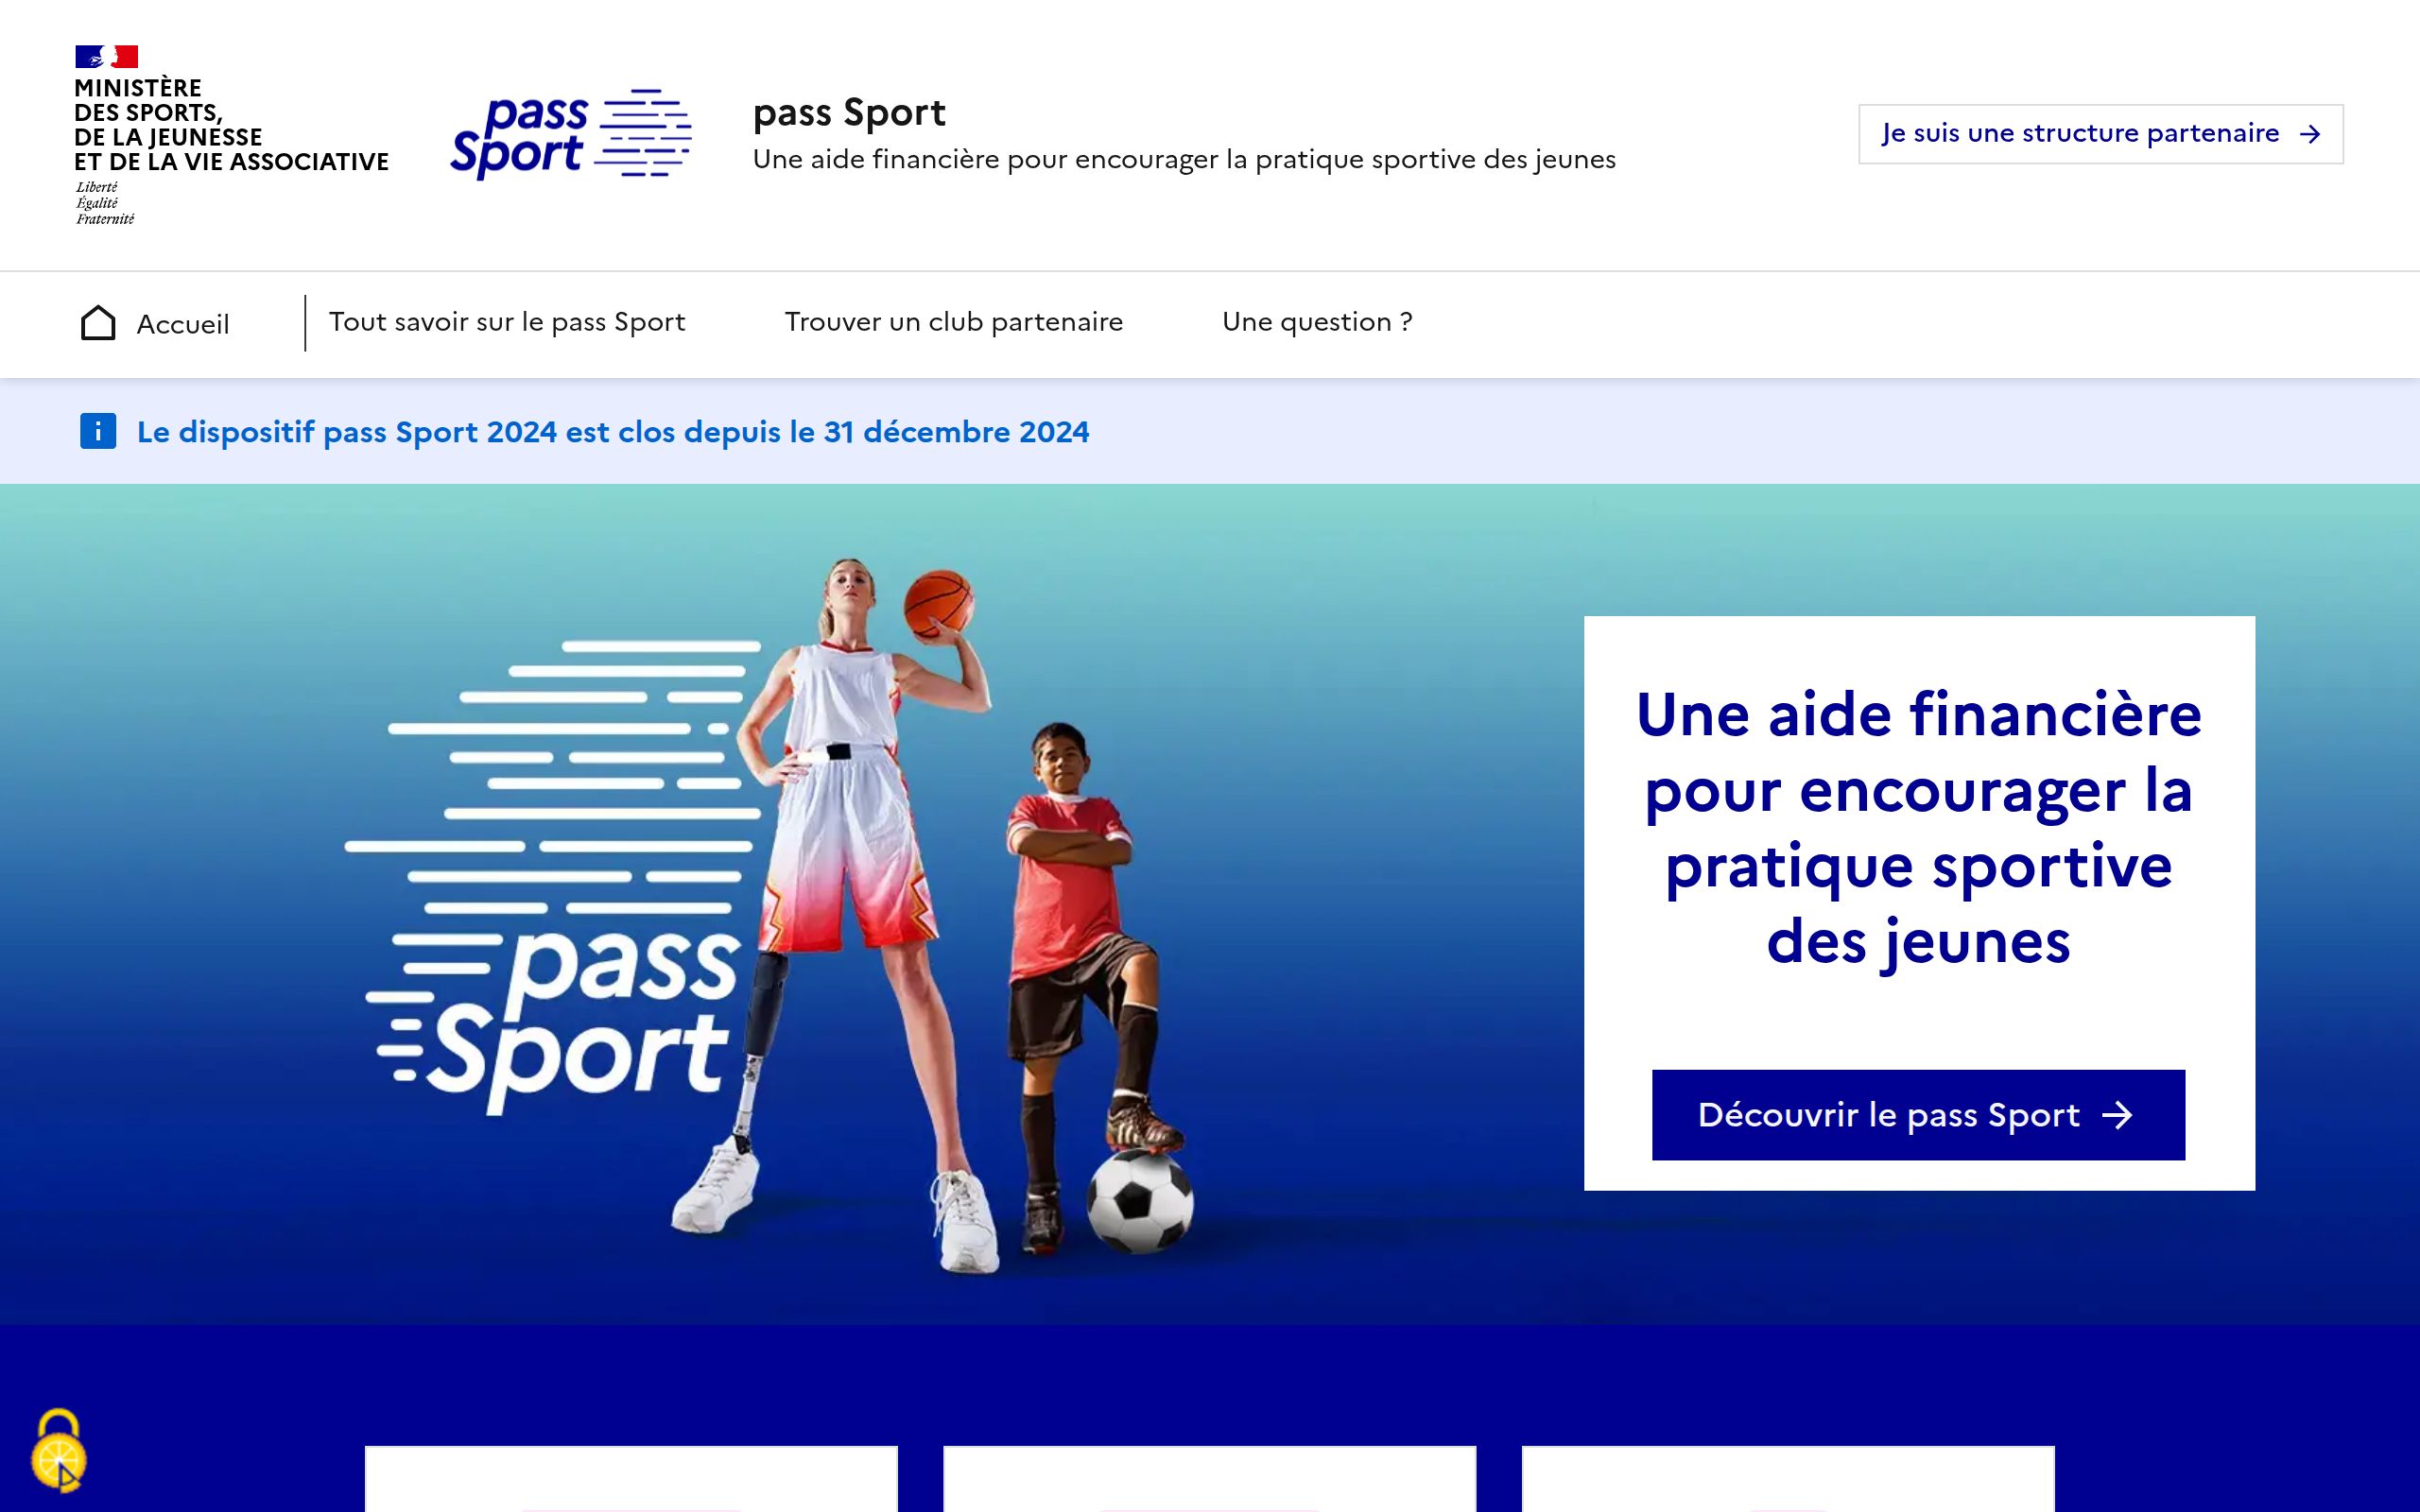 MINISTÈRE
DES SPORTS,
DE LA JEUNESSE
ET DE LA VIE ASSOCIATIVE
Liberté
Égalité
Fraternité
pass
Sport
pass Sport
Une aide financière pour encourager la pratique sportive des jeunes
Je suis une structure partenaire
Accueil
Tout savoir sur le pass Sport
Trouver un club partenaire
Une question ?
Le dispositif pass Sport 2024 est clos depuis le 31 décembre 2024
pass
Sport
Une aide financière
pour encourager la
pratique sportive
des jeunes
Découvrir le pass Sport